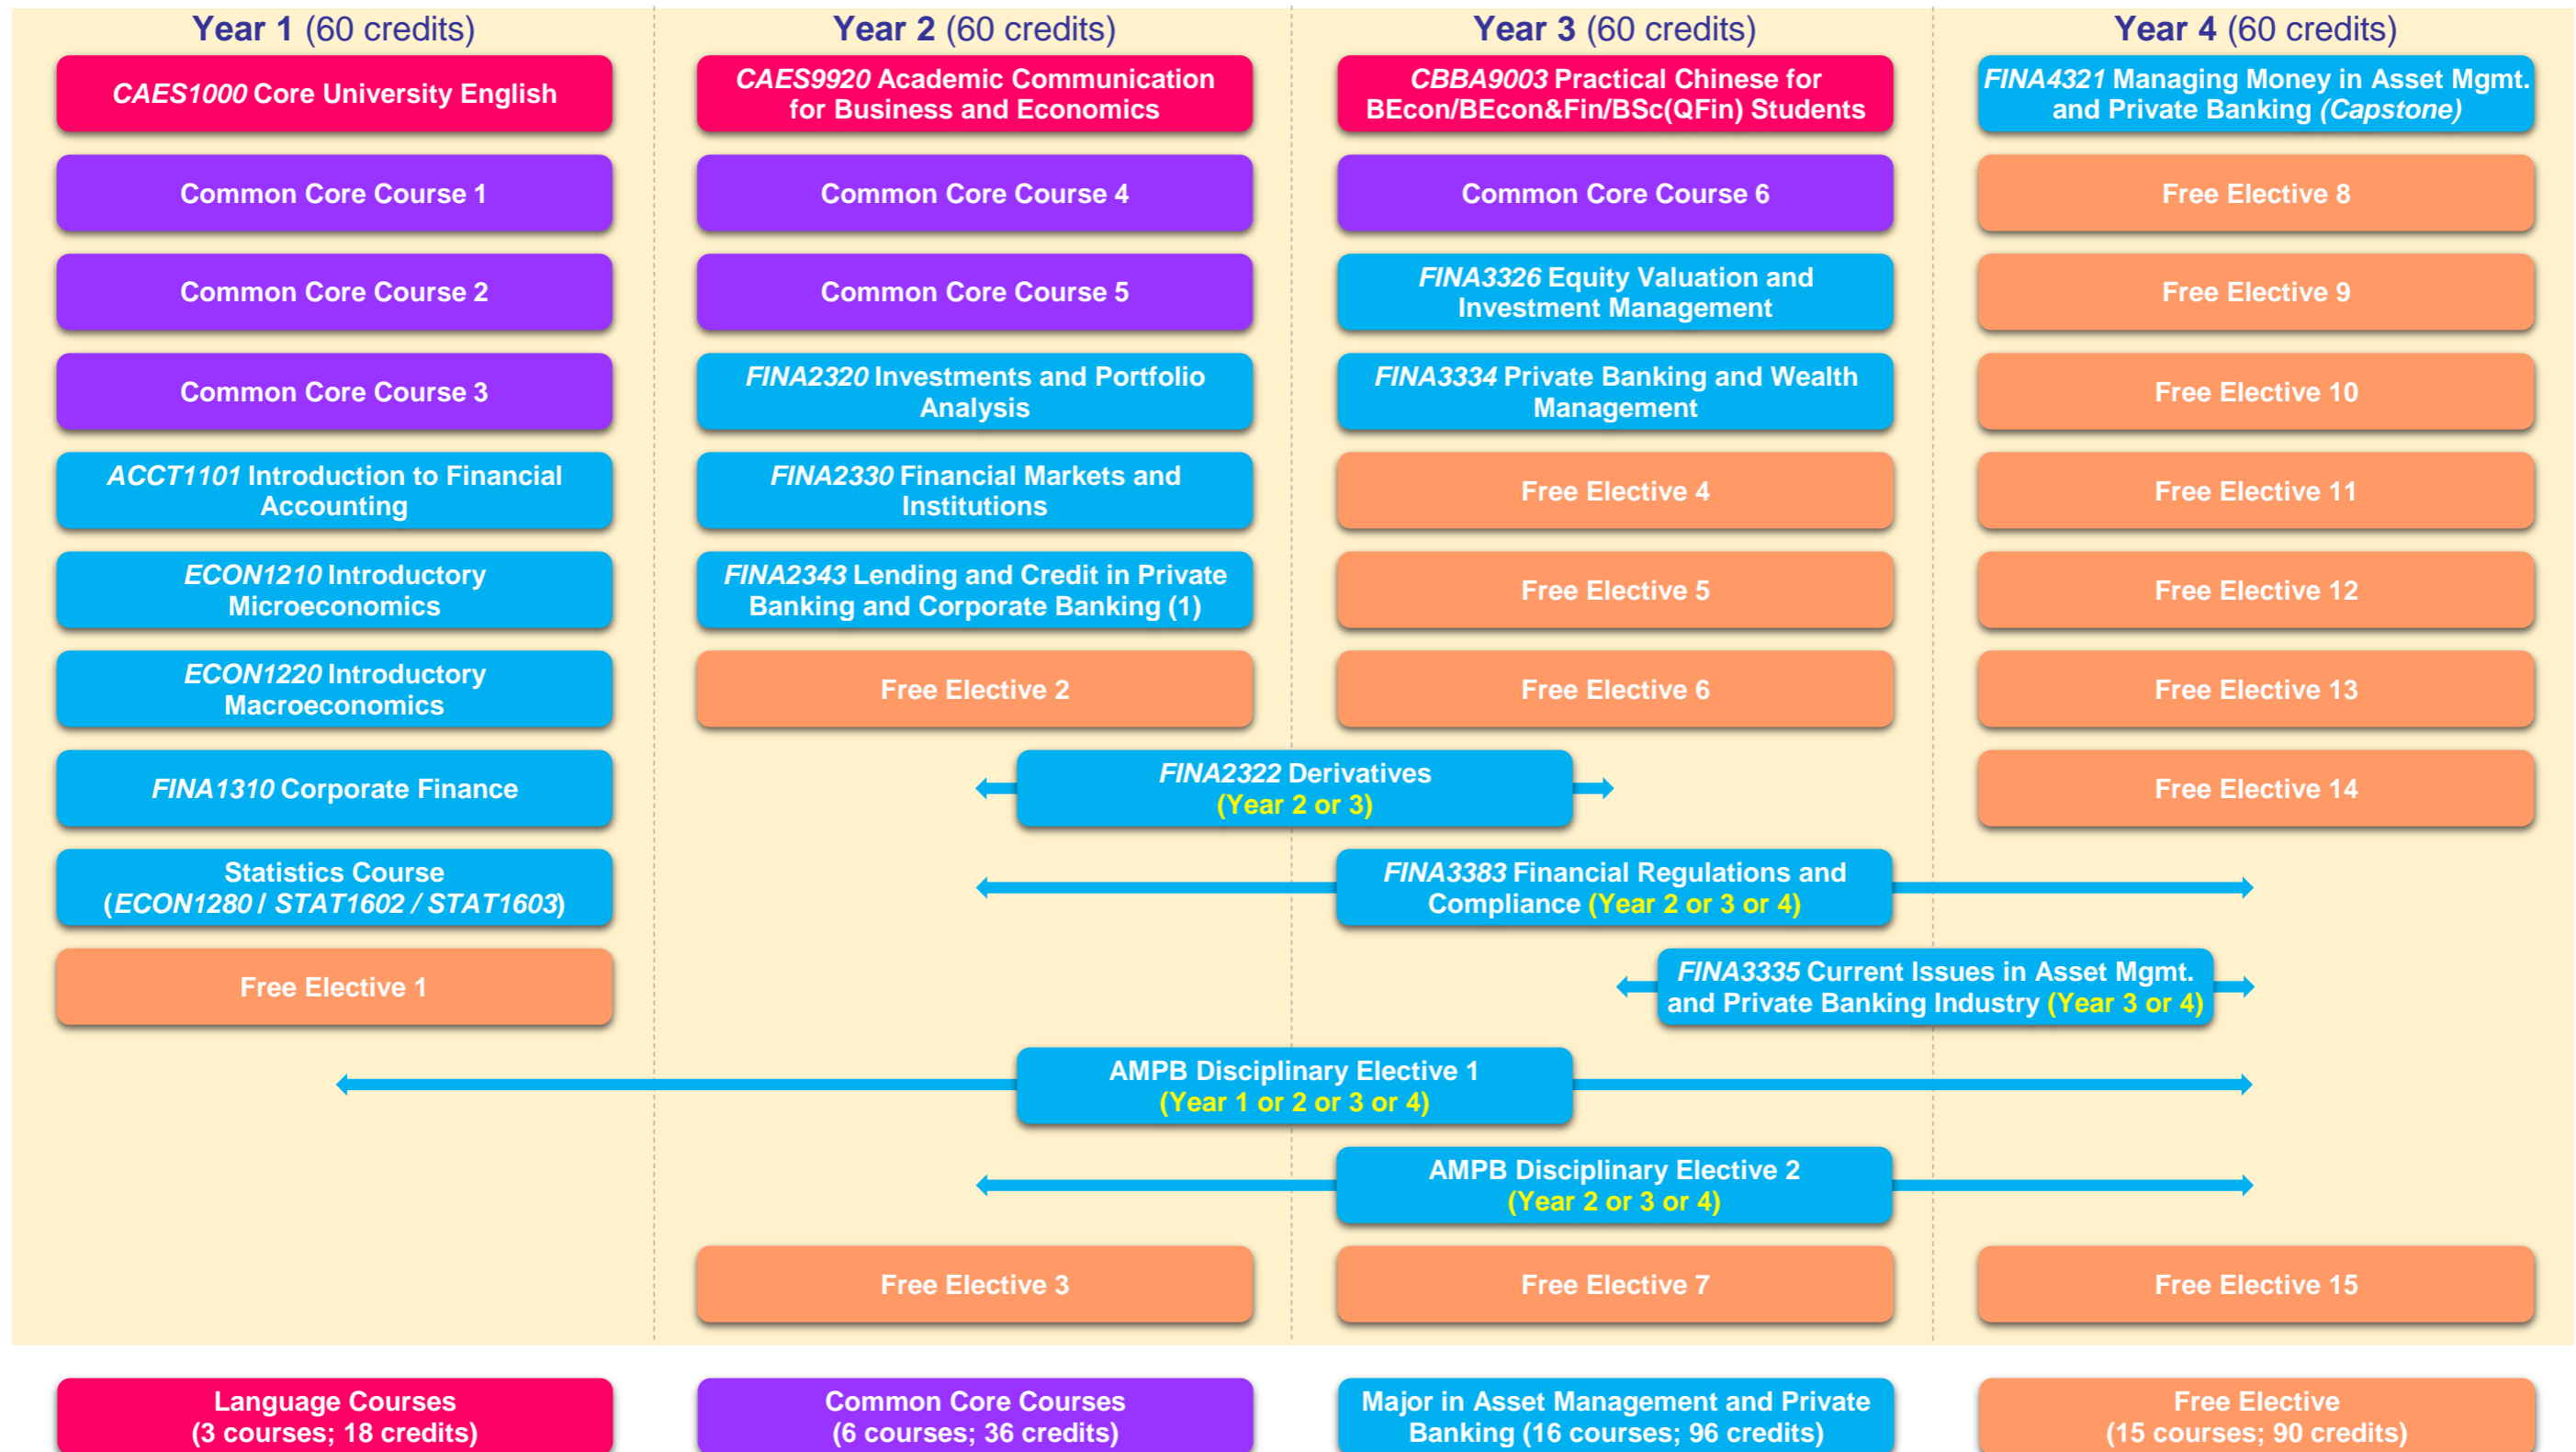 Year 1 (60 credits)
CAES1000 Core University English
Common Core Course 1
Common Core Course 2
Common Core Course 3
ACCT1101 Introduction to Financial
Accounting
ECON1210 Introductory
Microeconomics
ECON1220 Introductory
Macroeconomics
FINA1310 Corporate Finance
Statistics Course
(ECON1280 / STAT1602 / STAT1603)
Free Elective 1
Year 2 (60 credits)
CAES9920 Academic Communication
for Business and Economics
Common Core Course 4
Common Core Course 5
FINA2320 Investments and Portfolio
Analysis
FINA2330 Financial Markets and
Institutions
FINA2343 Lending and Credit in Private
Banking and Corporate Banking (1)
Free Elective 2
Year 3 (60 credits)
CBBA9003 Practical Chinese for
BEcon/BEcon&Fin/BSc(QFin) Students
Common Core Course 6
FINA3326 Equity Valuation and
Investment Management
FINA3334 Private Banking and Wealth
Management
Free Elective 4
Free Elective 5
Free Elective 6
Year 4 (60 credits)
FINA4321 Managing Money in Asset Mgmt.
and Private Banking (Capstone)
Free Elective 8
Free Elective 9
Free Elective 10
Free Elective 11
Free Elective 12
Free Elective 13
Free Elective 14
FINA2322 Derivatives
(Year 2 or 3)
FINA3383 Financial Regulations and
Compliance (Year 2 or 3 or 4)
FINA3335 Current Issues in Asset Mgmt.
and Private Banking Industry (Year 3 or 4)
AMPB Disciplinary Elective 1
(Year 1 or 2 or 3 or 4)
AMPB Disciplinary Elective 2
(Year 2 or 3 or 4)
Free Elective 3
Free Elective 7
Free Elective 15
Language Courses
(3 courses; 18 credits)
Common Core Courses
(6 courses; 36 credits)
Major in Asset Management and Private
Banking (16 courses; 96 credits)
Free Elective
(15 courses; 90 credits)